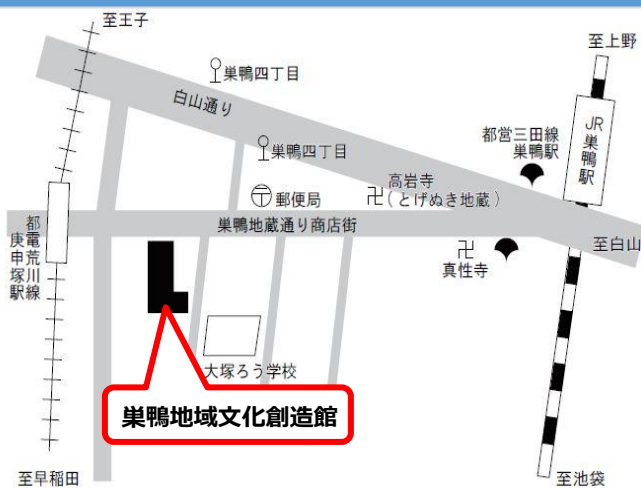 至王子
至上野
巣鴨四丁目
白山通り
JR巣鴨駅
都営三田線
巣鴨駅
巣鴨四丁目
高岩寺
(とげぬき地蔵)
郵便局
巣鴨地蔵通り商店街
都電荒川線
庚申塚駅
至白山
真性寺
大塚ろう学校
巣鴨地域文化創造館
至早稲田
至池袋